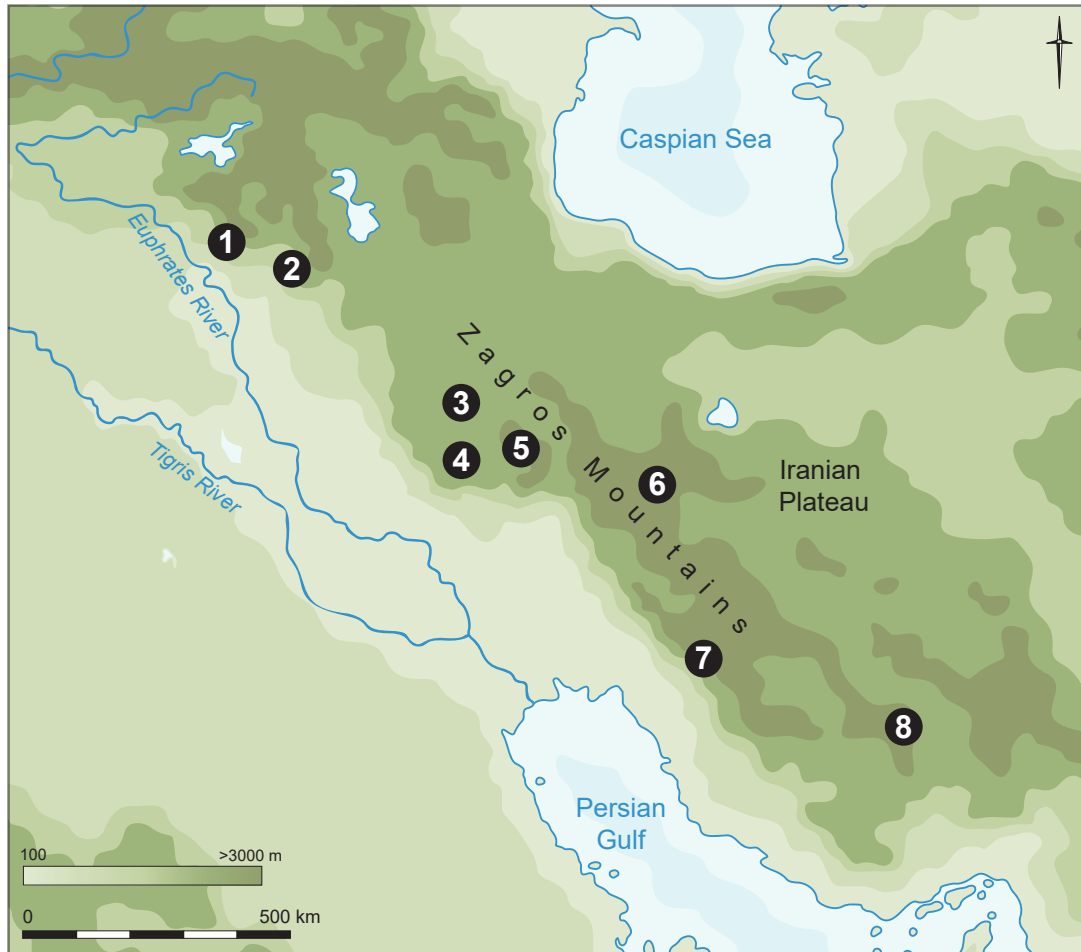 Caspian Sea
Euphrates River
1
2
Zagros Mountains
3
5
4
6
Iranian
Plateau
Tigris River
7
8
Persian
Gulf
100 >3000 m
0 500 km